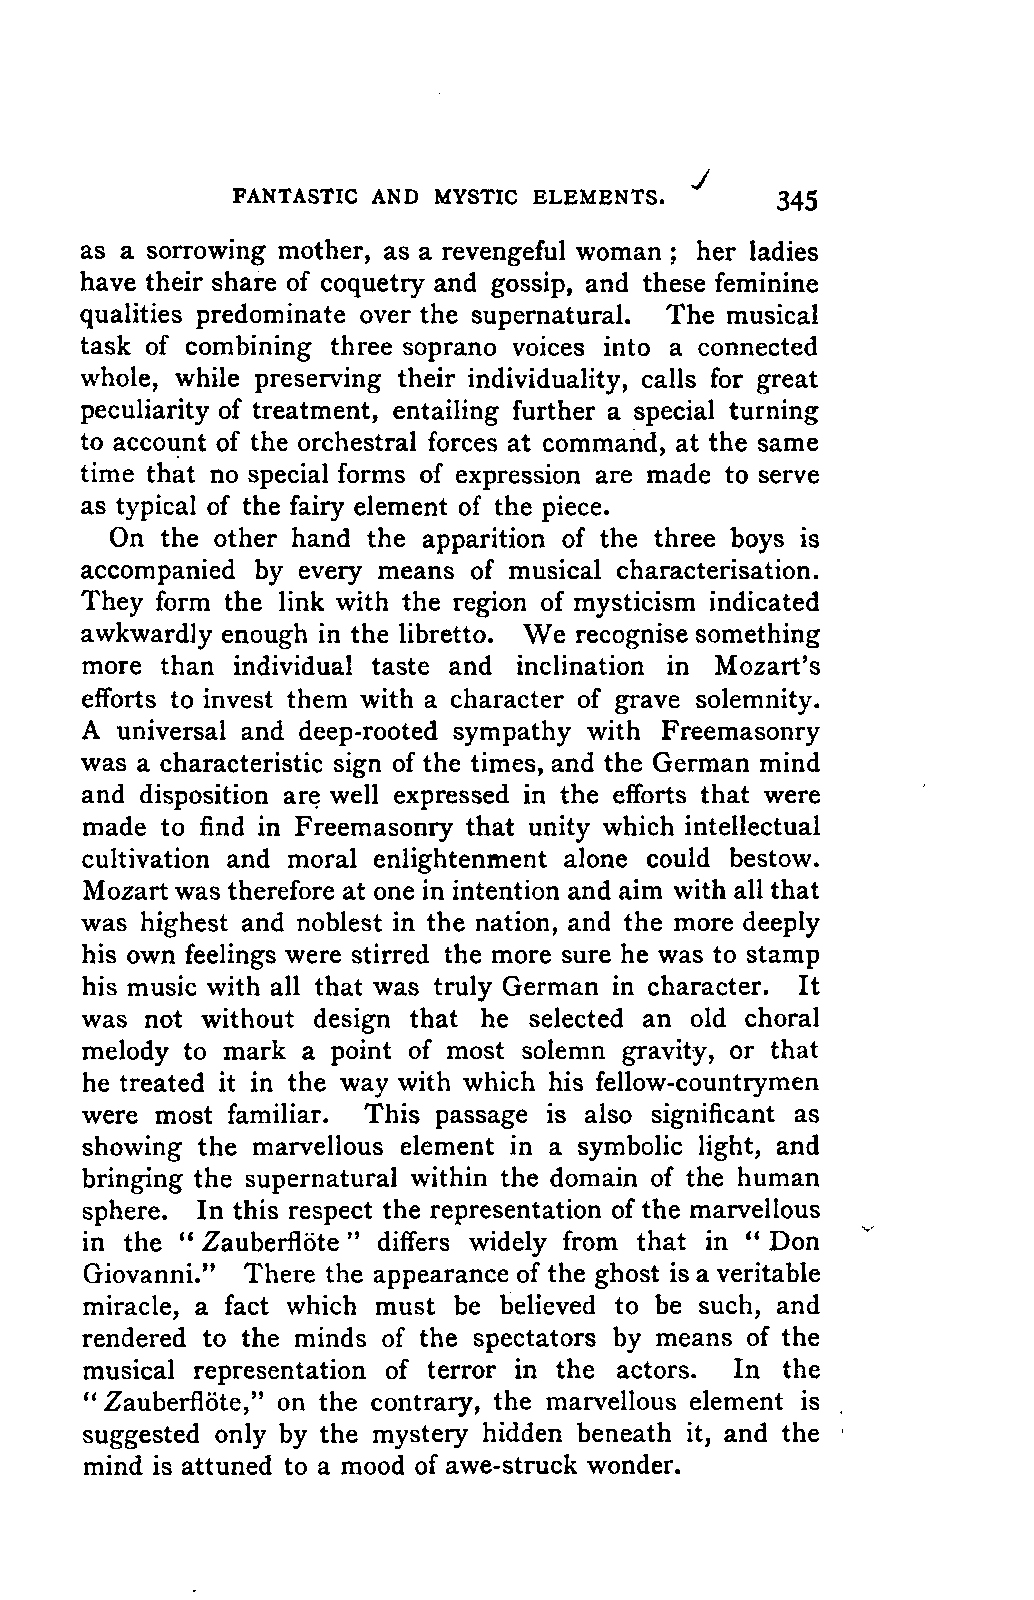 FANTASTIC AND MYSTIC ELEMENTS. 345
as a sorrowing mother, as a revengeful woman ; her ladies
have their share of coquetry and gossip, and these feminine
qualities predominate over the supernatural. The musical
task of combining three soprano voices into a connected
whole, while preserving their individuality, calls for great
peculiarity of treatment, entailing further a special turning
to account of the orchestral forces at command, at the same
time that no special forms of expression are made to serve
as typical of the fairy element of the piece.
On the other hand the apparition of the three boys is
accompanied by every means of musical characterisation.
They form the link with the region of mysticism indicated
awkwardly enough in the libretto. We recognise something
more than individual taste and inclination in Mozart's
efforts to invest them with a character of grave solemnity.
A universal and deep-rooted sympathy with Freemasonry
was a characteristic sign of the times, and the German mind
and disposition are well expressed in the efforts that were
made to find in Freemasonry that unity which intellectual
cultivation and moral enlightenment alone could bestow.
Mozart was therefore at one in intention and aim with all that
was highest and noblest in the nation, and the more deeply
his own feelings were stirred the more sure he was to stamp
his music with all that was truly German in character. It
was not without design that he selected an old choral
melody to mark a point of most solemn gravity, or that
he treated it in the way with which his fellow-countrymen
were most familiar. This passage is also significant as
showing the marvellous element in a symbolic light, and
bringing the supernatural within the domain of the human
sphere. In this respect the representation of the marvellous
in the " Zauberflöte " differs widely from that in " Don
Giovanni." There the appearance of the ghost is a veritable
miracle, a fact which must be believed to be such, and
rendered to the minds of the spectators by means of the
musical representation of terror in the actors. In the
" Zauberflöte," on the contrary, the marvellous element is
suggested only by the mystery hidden beneath it, and the
mind is attuned to a mood of awe-struck wonder.